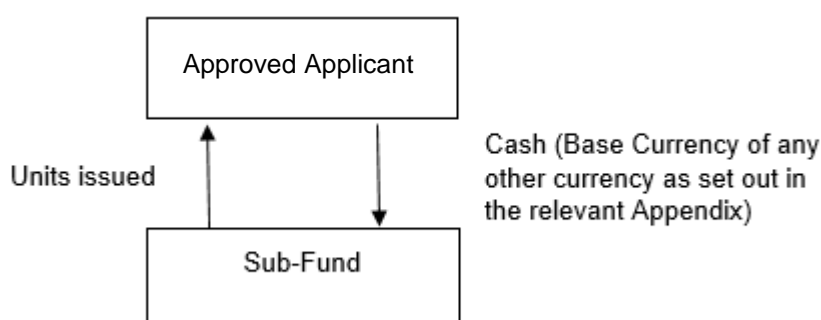 Approved Applicant
Units issued
Cash (Base Currency of any
other currency as set out in
the relevant Appendix)
Sub-Fund